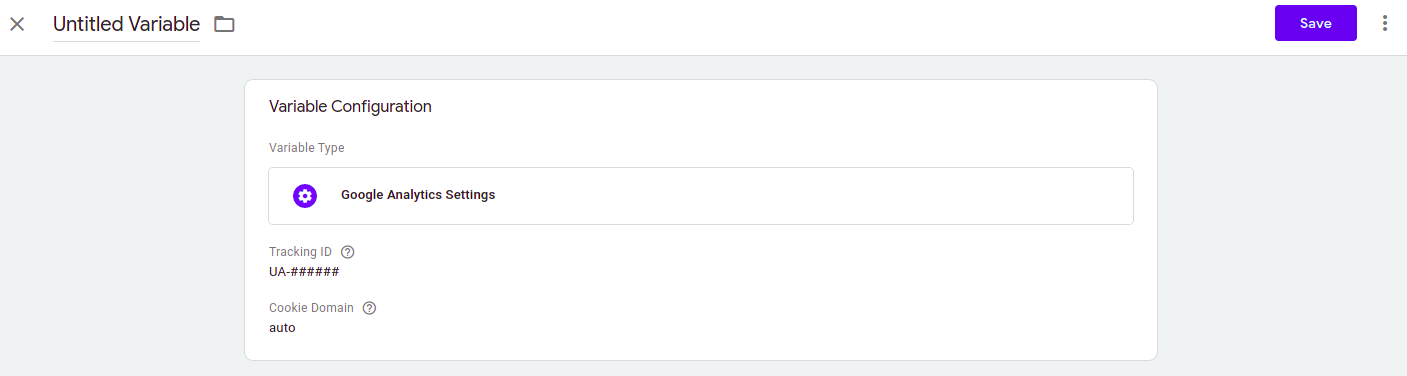 Untitled Variable
Save
Variable Configuration
Variable Type
Google Analytics Settings
Tracking ID
UA-######
Cookie Domain
auto